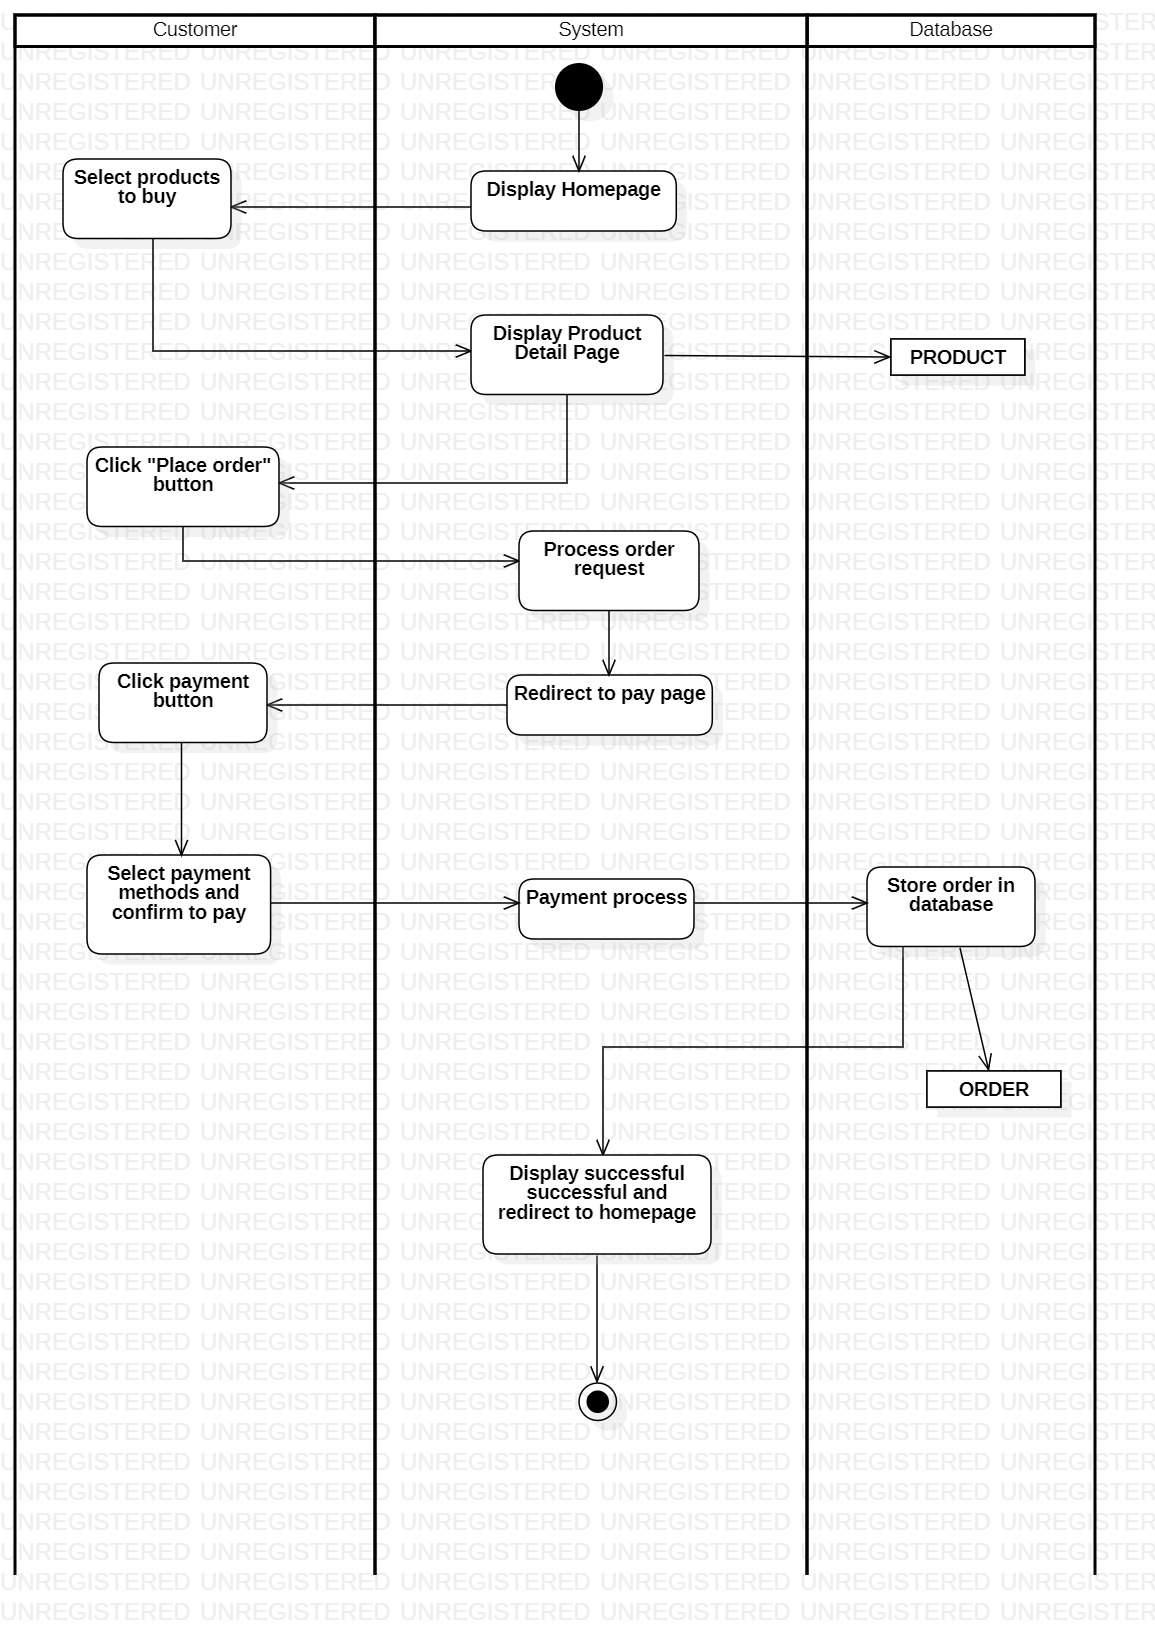 Customer
System
Database
Select products
to buy
Display Homepage
Display Product
Detail Page
PRODUCT
Click "Place order"
button
Process order
request
Click payment
button
Redirect to pay page
Select payment
methods and
confirm to pay
Payment process
Store order in
database
ORDER
Display successful
successful and
redirect to homepage
UNREGISTERED